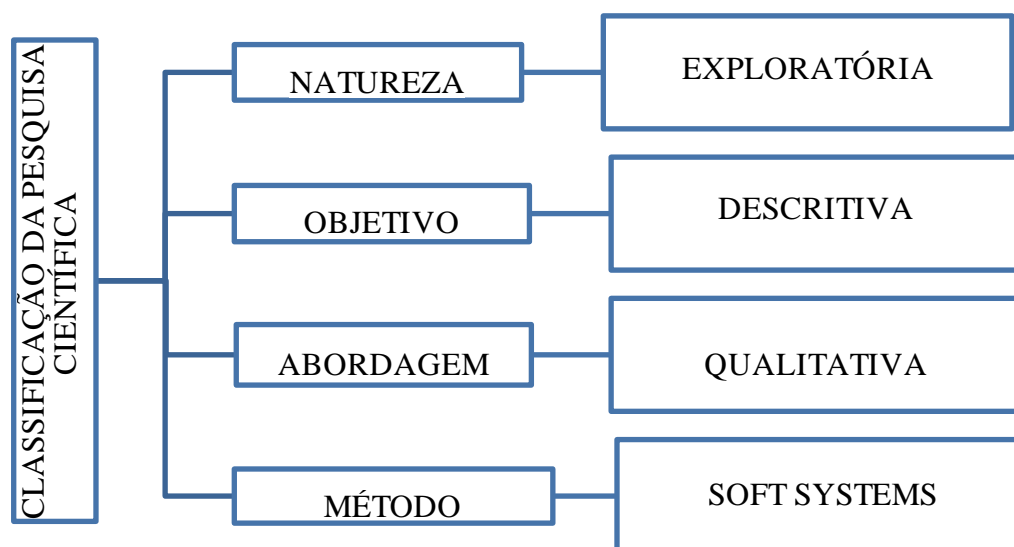 CLASSIFICAÇÃO DA PESQUISA
CIENTÍFICA
NATUREZA
EXPLORATÓRIA
OBJETIVO
DESCRITIVA
ABORDAGEM
QUALITATIVA
MÉTODO
SOFT SYSTEMS